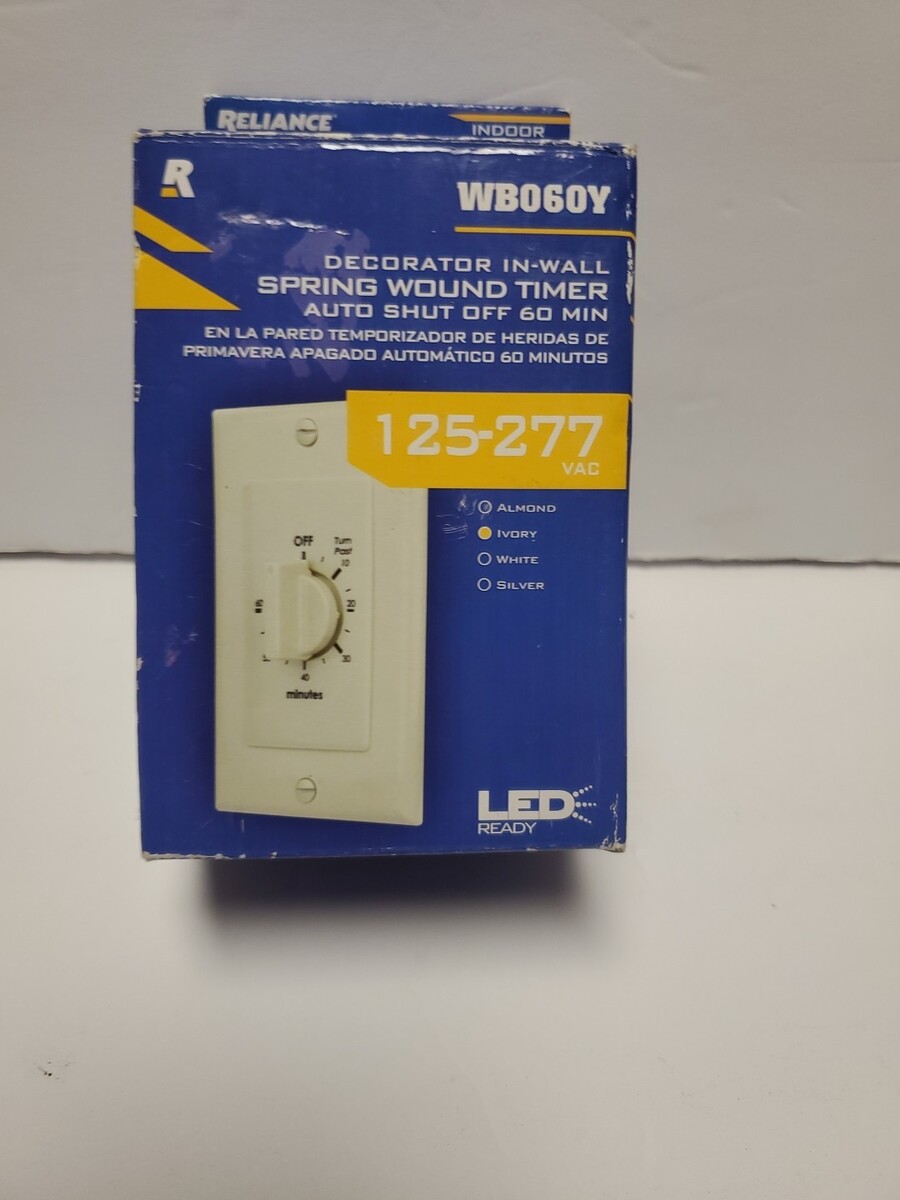 RELIANCE
INDOOR
R
WB060Y
DECORATOR IN-WALL
SPRING WOUND TIMER
AUTO SHUT OFF 60 MIN
EN LA PARED TEMPORIZADOR DE HERIDAS DE
PRIMAVERA APAGADO AUTOMÁTICO 60 MINUTOS
125-277
VAC
ALMOND
IVORY
WHITE
SILVER
OFF
Turn
Past
10
60
20
30
40
minutes
LED
READY